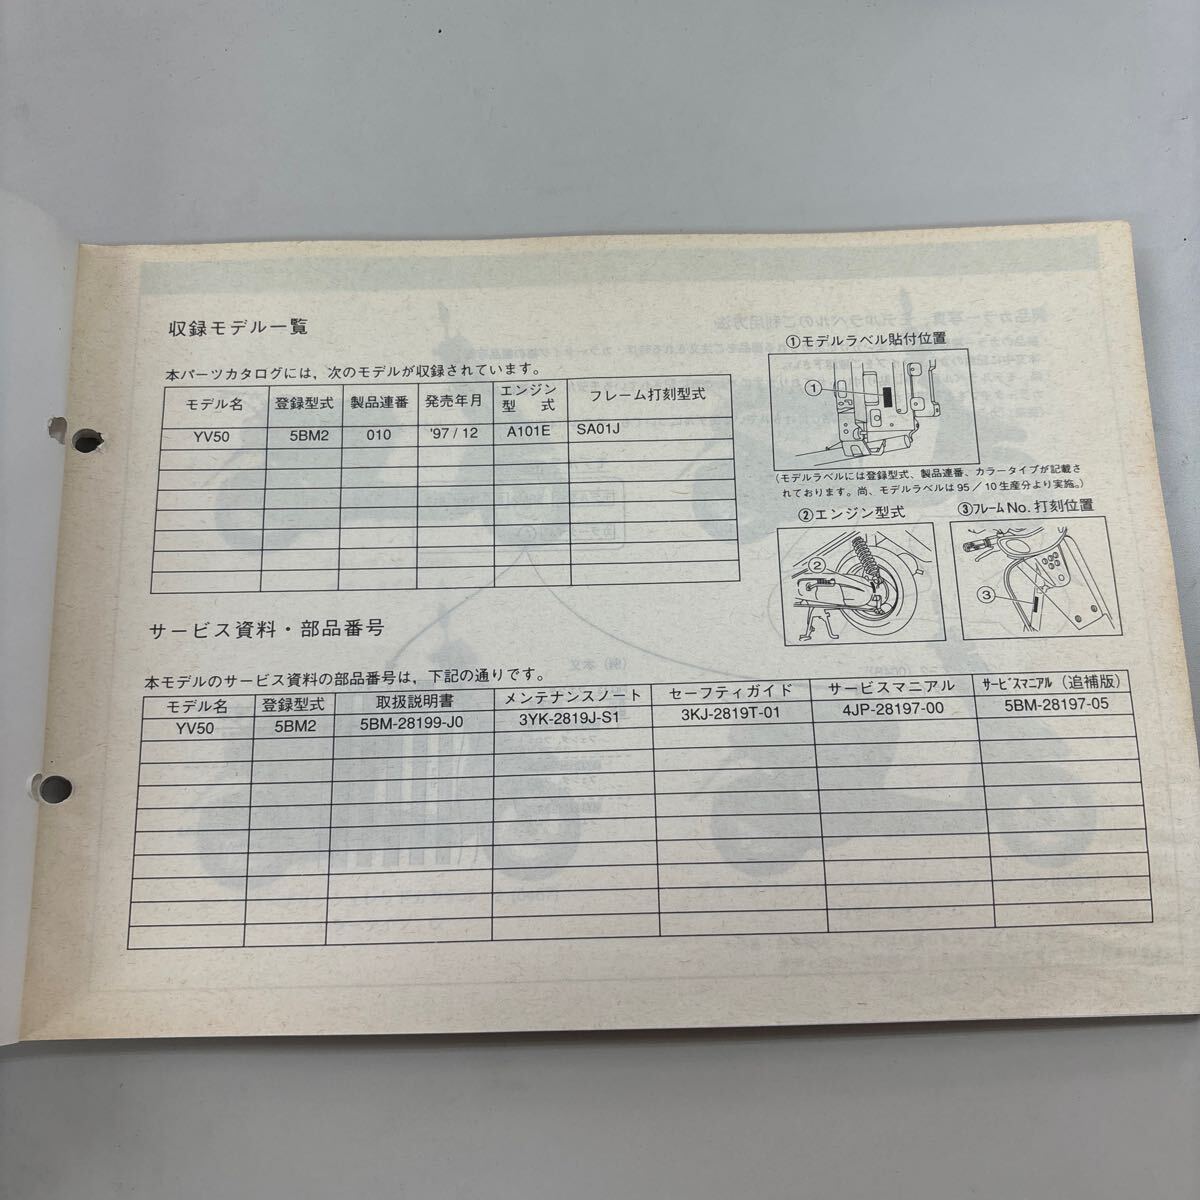 収録モデル一覧
本パーツカタログには，次のモデルが収録されています。
モデル名 登録型式 製品連番 発売年月 エンジン型式 フレーム打刻型式
YV50 5BM2 010 '97/12 A101E SA01J
①モデルラベル貼付位置
①
(モデルラベルには登録型式、製品連番、カラータイプが記載さ
れております。尚、モデルラベルは95／10生産分より実施。)
②エンジン型式
②
③フレームNo.打刻位置
③
サービス資料・部品番号
本モデルのサービス資料の部品番号は，下記の通りです。
モデル名 登録型式 取扱説明書 メンテナンスノート セーフティガイド サービスマニアル サービスマニアル（追補版）
YV50 5BM2 5BM-28199-J0 3YK-2819J-S1 3KJ-2819T-01 4JP-28197-00 5BM-28197-05